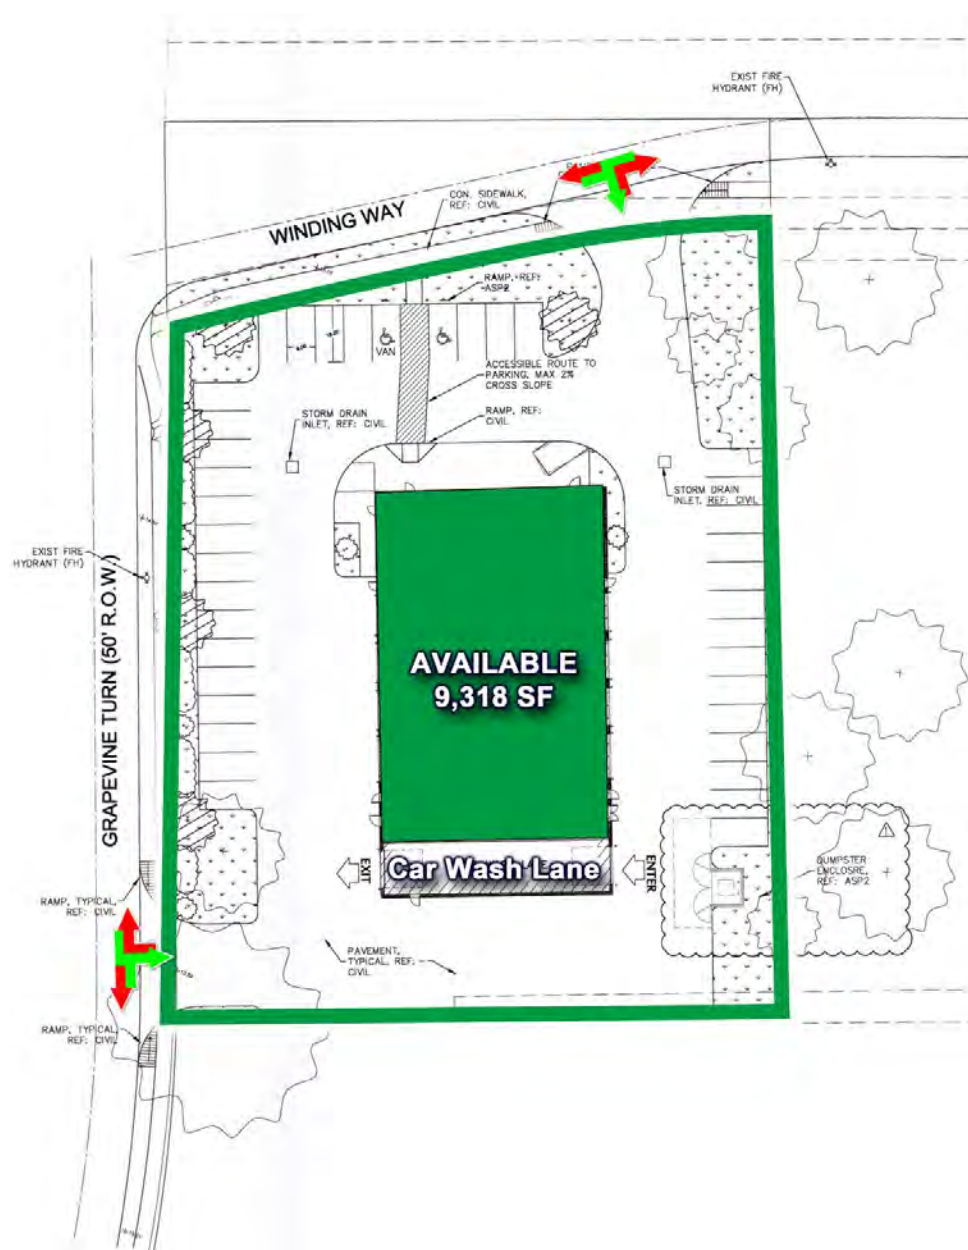 EXIST FIRE
HYDRANT (FH)
CON. SIDEWALK,
REF: CIVIL
WINDING WAY
RAMP, REF:
ASP2
VAN
ACCESSIBLE ROUTE TO
PARKING, MAX 2%
CROSS SLOPE
STORM DRAIN
INLET, REF: CIVIL
RAMP, REF:
CIVIL
STORM DRAIN
INLET, REF: CIVIL
EXIST FIRE
HYDRANT (FH)
GRAPEVINE TURN (50' R.O.W.)
AVAILABLE
9,318 SF
EXIT
Car Wash Lane
ENTER
DUMPSTER
ENCLOSRE,
REF: ASP2
RAMP, TYPICAL,
REF: CIVIL
PAVEMENT,
TYPICAL, REF:
CIVIL
RAMP, TYPICAL,
REF: CIVIL